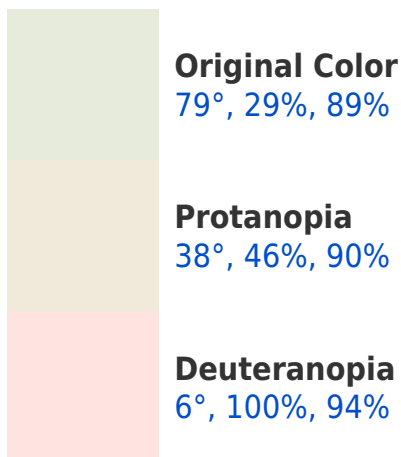 Original Color
79°, 29%, 89%
Protanopia
38°, 46%, 90%
Deuteranopia
6°, 100%, 94%